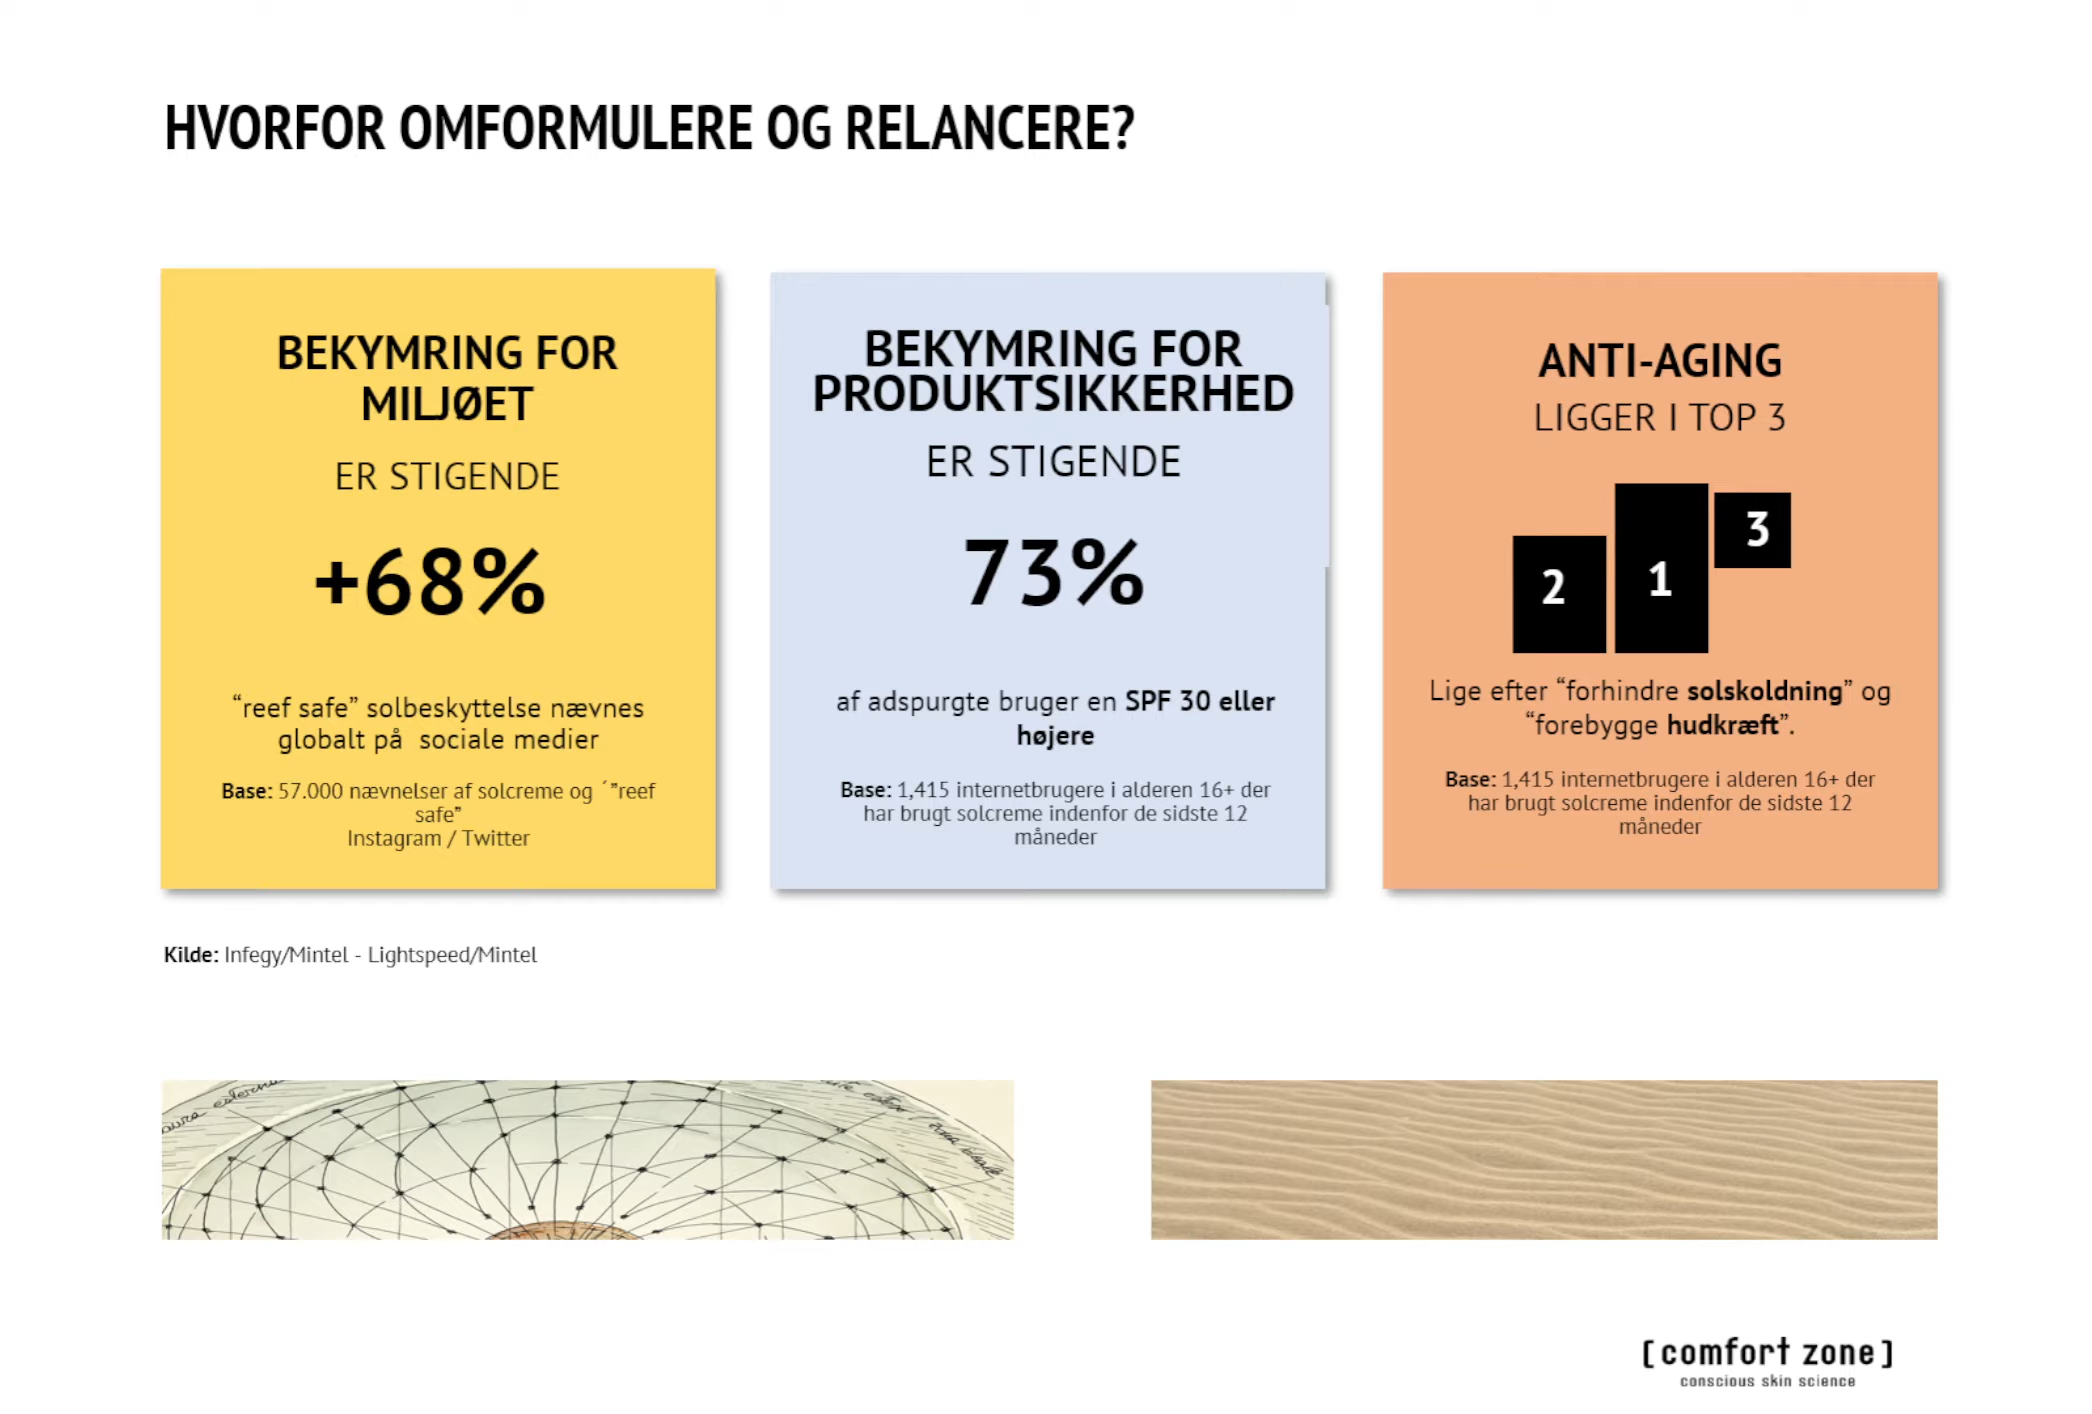 HVORFOR OMFORMULERE OG RELANCERE?
BEKYMRING FOR
MILJØET
ER STIGENDE
+68%
“reef safe” solbeskyttelse nævnes
globalt på  sociale medier
Base: 57.000 nævnelser af solcreme og ´”reef
safe”
Instagram / Twitter
BEKYMRING FOR
PRODUKTSIKKERHED
ER STIGENDE
73%
af adspurgte bruger en SPF 30 eller
højere
Base: 1,415 internetbrugere i alderen 16+ der
har brugt solcreme indenfor de sidste 12
måneder
ANTI-AGING
LIGGER I TOP 3
2
1
3
Lige efter “forhindre solskoldning” og
“forebygge hudkræft”.
Base: 1,415 internetbrugere i alderen 16+ der
har brugt solcreme indenfor de sidste 12
måneder
Kilde: Infegy/Mintel - Lightspeed/Mintel
[ comfort zone ]
conscious skin science